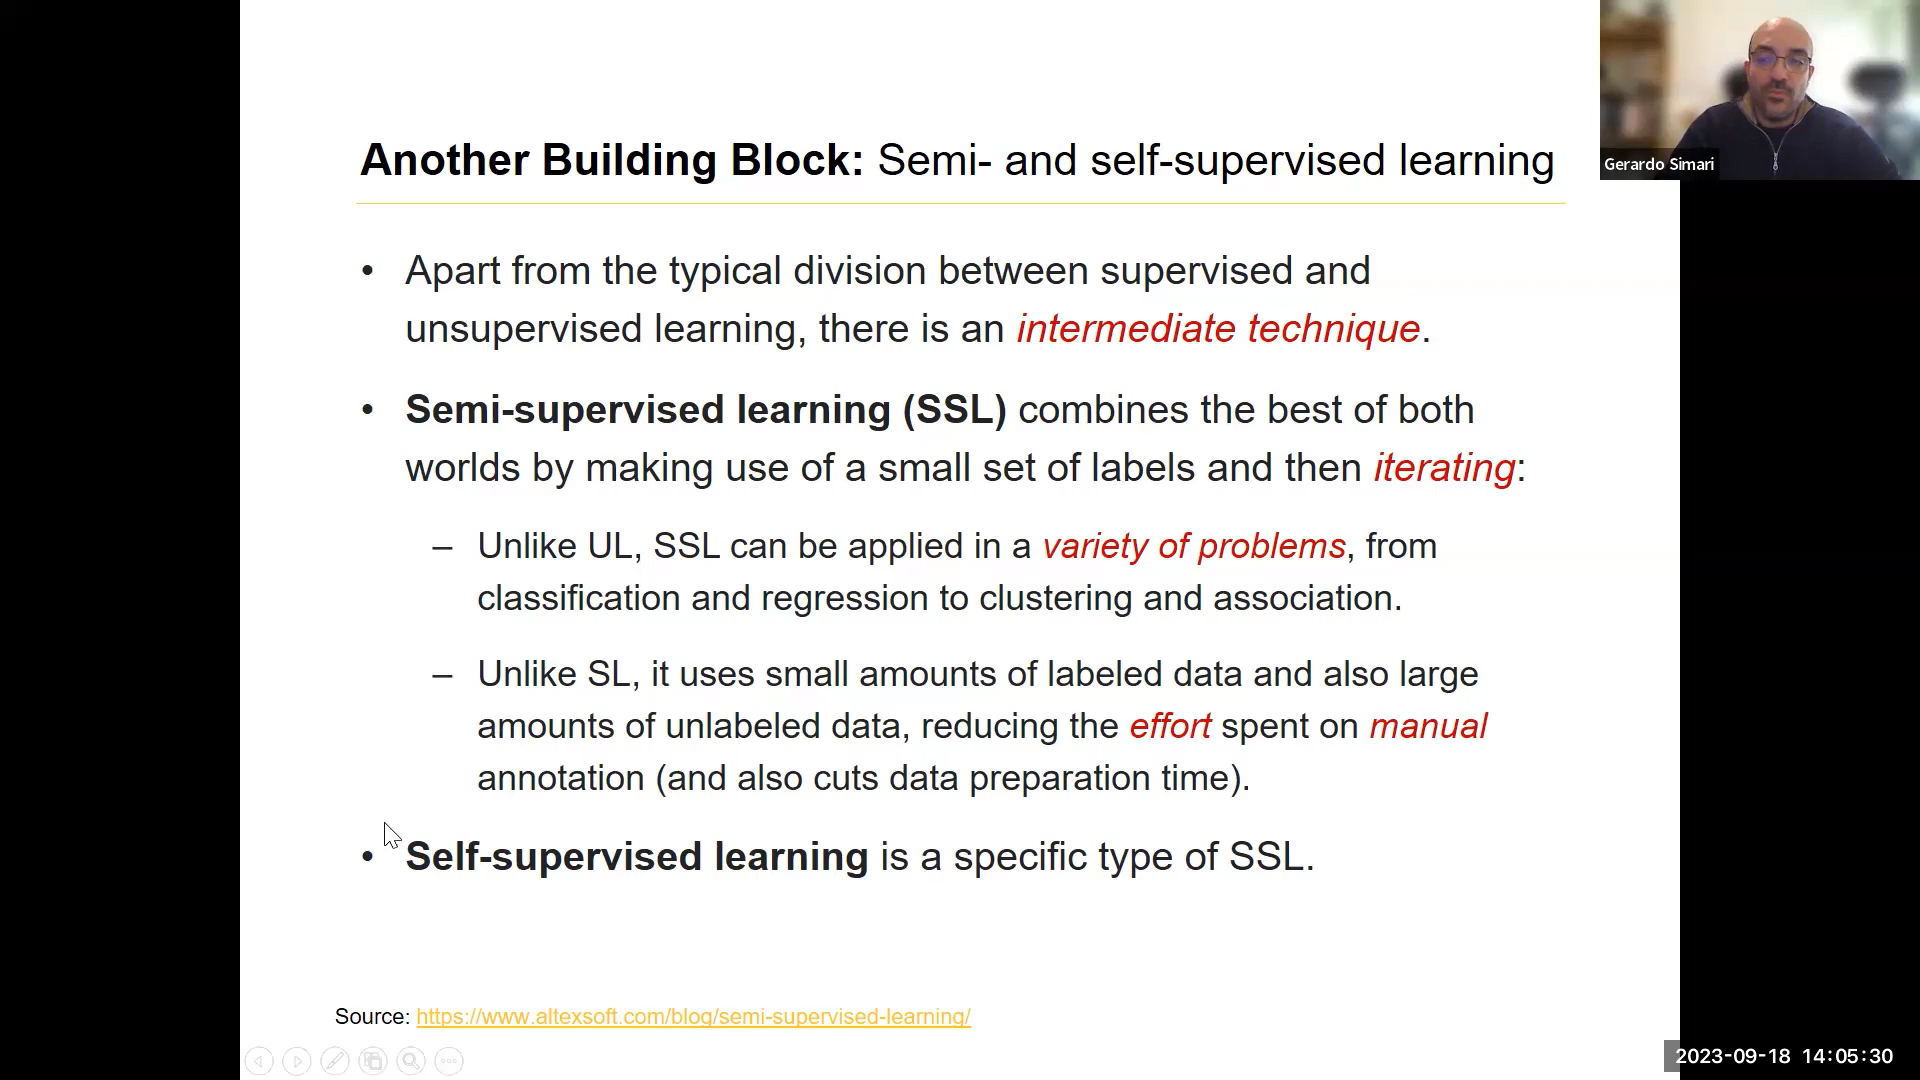 Another Building Block: Semi- and self-supervised learning
Gerardo Simari
• Apart from the typical division between supervised and
unsupervised learning, there is an intermediate technique.
• Semi-supervised learning (SSL) combines the best of both
worlds by making use of a small set of labels and then iterating:
– Unlike UL, SSL can be applied in a variety of problems, from
classification and regression to clustering and association.
– Unlike SL, it uses small amounts of labeled data and also large
amounts of unlabeled data, reducing the effort spent on manual
annotation (and also cuts data preparation time).
• Self-supervised learning is a specific type of SSL.
Source: https://www.altexsoft.com/blog/semi-supervised-learning/
2023-09-18 14:05:30